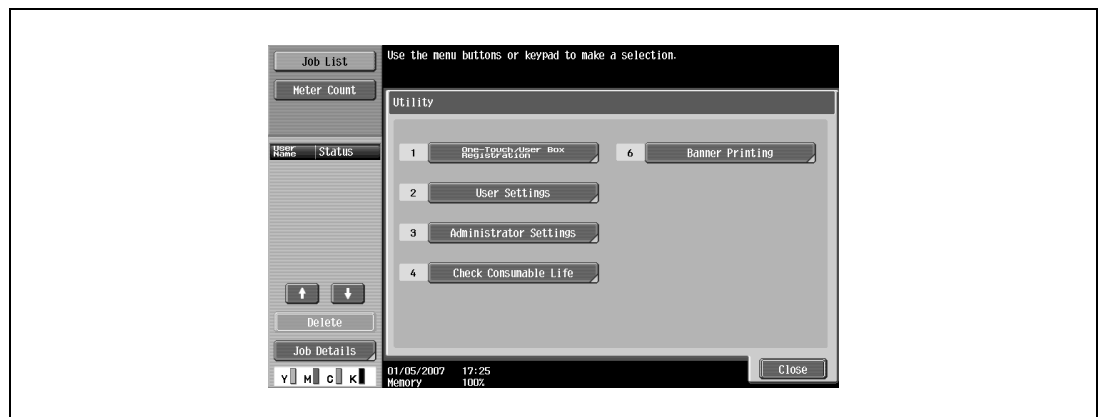 Job List
Use the menu buttons or keypad to make a selection.
Meter Count
Utility
User Name
Status
1 One-Touch/User Box Registration
6 Banner Printing
2 User Settings
3 Administrator Settings
4 Check Consumable Life
Delete
Job Details
Close
01/05/2007 17:25
Y M C K
Memory 100%